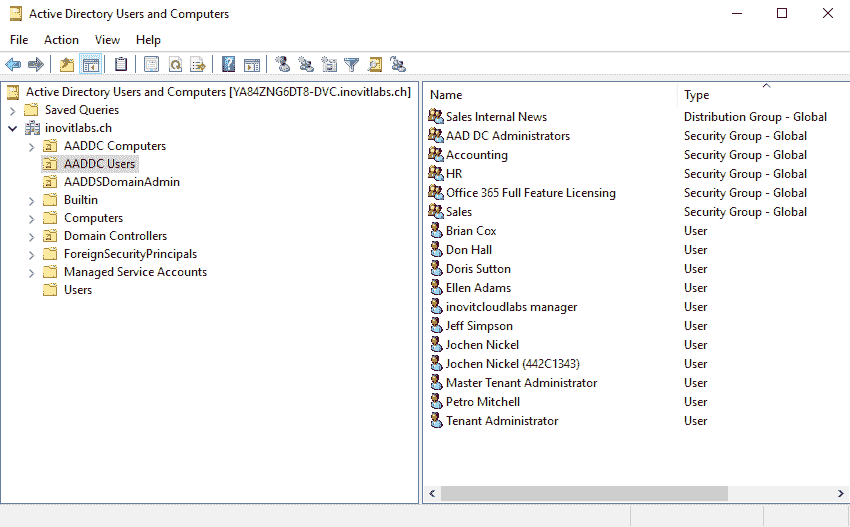 Active Directory Users and Computers
File Action View Help
Active Directory Users and Computers [YA84ZNG6DT8-DVC.inovitlabs.ch]
Saved Queries
inovitlabs.ch
AADDC Computers
AADDC Users
AADDSDomainAdmin
Builtin
Computers
Domain Controllers
ForeignSecurityPrincipals
Managed Service Accounts
Users
Name Type
Sales Internal News Distribution Group - Global
AAD DC Administrators Security Group - Global
Accounting Security Group - Global
HR Security Group - Global
Office 365 Full Feature Licensing Security Group - Global
Sales Security Group - Global
Brian Cox User
Don Hall User
Doris Sutton User
Ellen Adams User
inovitcloudlabs manager User
Jeff Simpson User
Jochen Nickel User
Jochen Nickel (442C1343) User
Master Tenant Administrator User
Petro Mitchell User
Tenant Administrator User